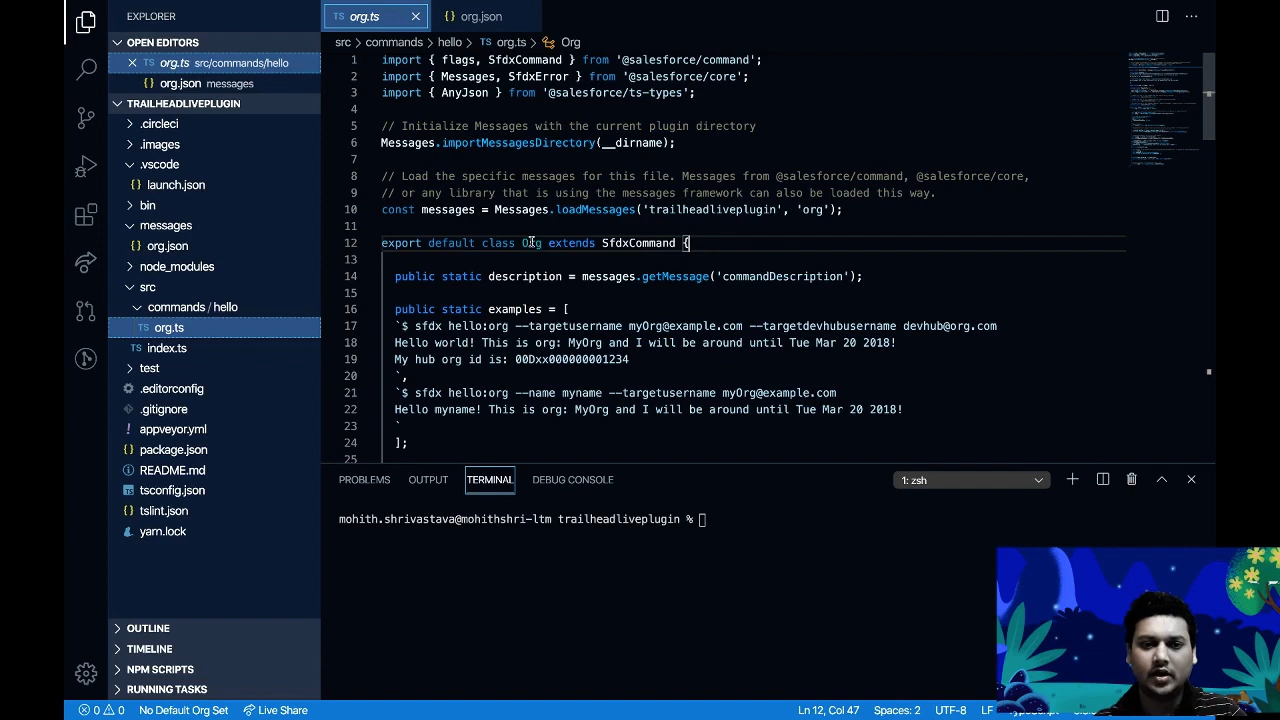 EXPLORER
OPEN EDITORS
org.ts src/commands/hello
org.json messages
TRAILHEADLIVEPLUGIN
.circleci
.images
.vscode
launch.json
bin
messages
org.json
node_modules
src
commands / hello
org.ts
index.ts
test
.editorconfig
.gitignore
appveyor.yml
package.json
README.md
tsconfig.json
tslint.json
yarn.lock
OUTLINE
TIMELINE
NPM SCRIPTS
RUNNING TASKS
TS org.ts
{} org.json
src > commands > hello > TS org.ts > Org
1 import { flags, SfdxCommand } from '@salesforce/command';
2 import { Messages, SfdxError } from '@salesforce/core';
3 import { AnyJson } from '@salesforce/ts-types';
4
5 // Initialize Messages with the current plugin directory
6 Messages.importMessagesDirectory(__dirname);
7
8 // Load the specific messages for this file. Messages from @salesforce/command, @salesforce/core,
9 // or any library that is using the messages framework can also be loaded this way.
10 const messages = Messages.loadMessages('trailheadliveplugin', 'org');
11
12 export default class Org extends SfdxCommand {
13
14 public static description = messages.getMessage('commandDescription');
15
16 public static examples = [
17 `$ sfdx hello:org --targetusername myOrg@example.com --targetdevhubusername devhub@org.com
18 Hello world! This is org: MyOrg and I will be around until Tue Mar 20 2018!
19 My hub org id is: 00Dxx000000001234
20 `,
21 `$ sfdx hello:org --name myname --targetusername myOrg@example.com
22 Hello myname! This is org: MyOrg and I will be around until Tue Mar 20 2018!
23 `
24 ];
25
PROBLEMS OUTPUT TERMINAL DEBUG CONSOLE 1: zsh
mohith.shrivastava@mohithshri-ltm trailheadliveplugin %
0 0 No Default Org Set Live Share Ln 12, Col 47 Spaces: 2 UTF-8 LF